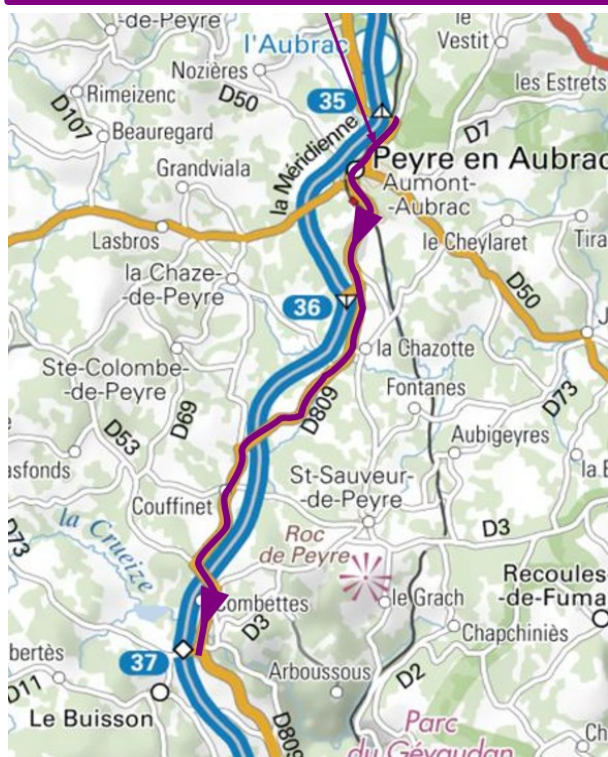 -de-Peyre
le
Vestit
l'Aubrac
Nozières
les Estrets
Rimeizenc
D50
35
D107
Beauregard
la Méridienne
D7
Grandviala
Peyre en Aubrac
Aumont-
-Aubrac
Lasbros
le Cheylaret
Tira
la Chaze-
-de-Peyre
D50
36
la Chazotte
Ste-Colombe-
-de-Peyre
Fontanes
D809
D73
D69
D53
Aubigeyres
asfonds
la B
St-Sauveur-
-de-Peyre
Couffinet
D3
la Crueize
Roc
de Peyre
D73
Recoules-
-de-Fuma
Combettes
le Grach
D3
Chapchiniès
37
bertès
D2
D11
Arboussous
Le Buisson
D809
Parc
du Gévaudan
Ch